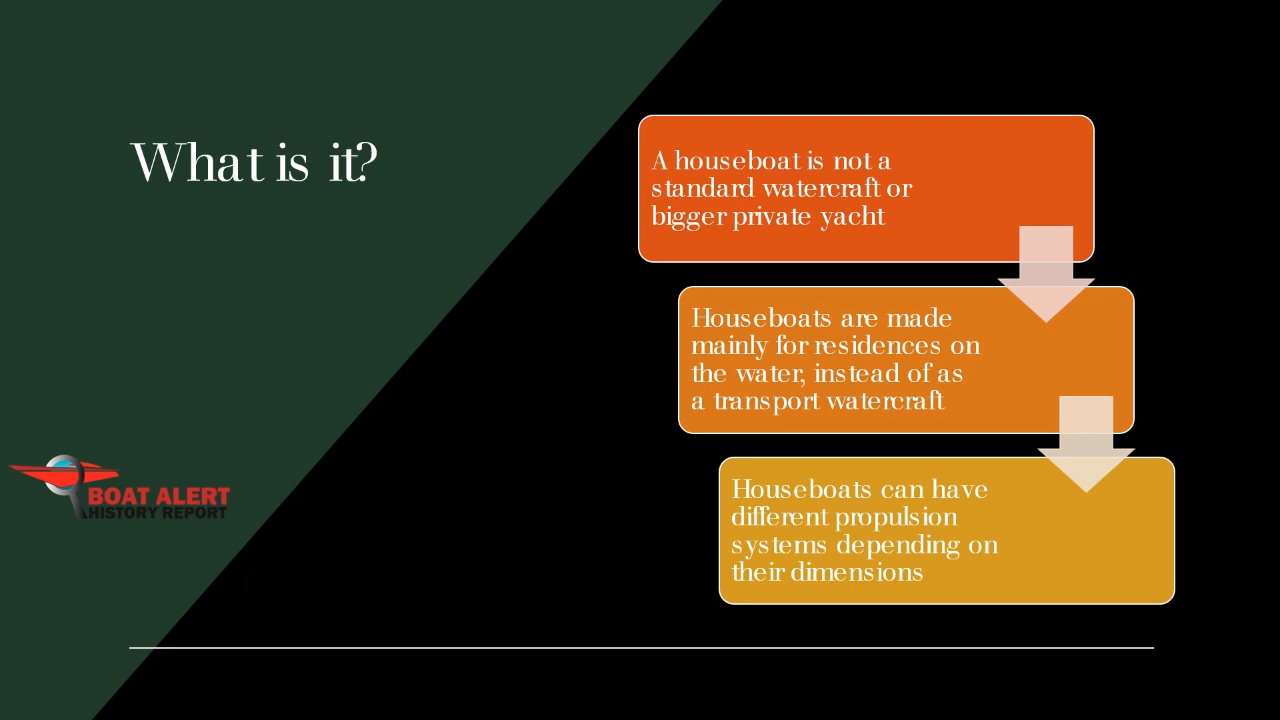 What is it?
A houseboat is not a
standard watercraft or
bigger private yacht
Houseboats are made
mainly for residences on
the water, instead of as
a transport watercraft
Houseboats can have
different propulsion
systems depending on
their dimensions
BOAT ALERT
HISTORY REPORT